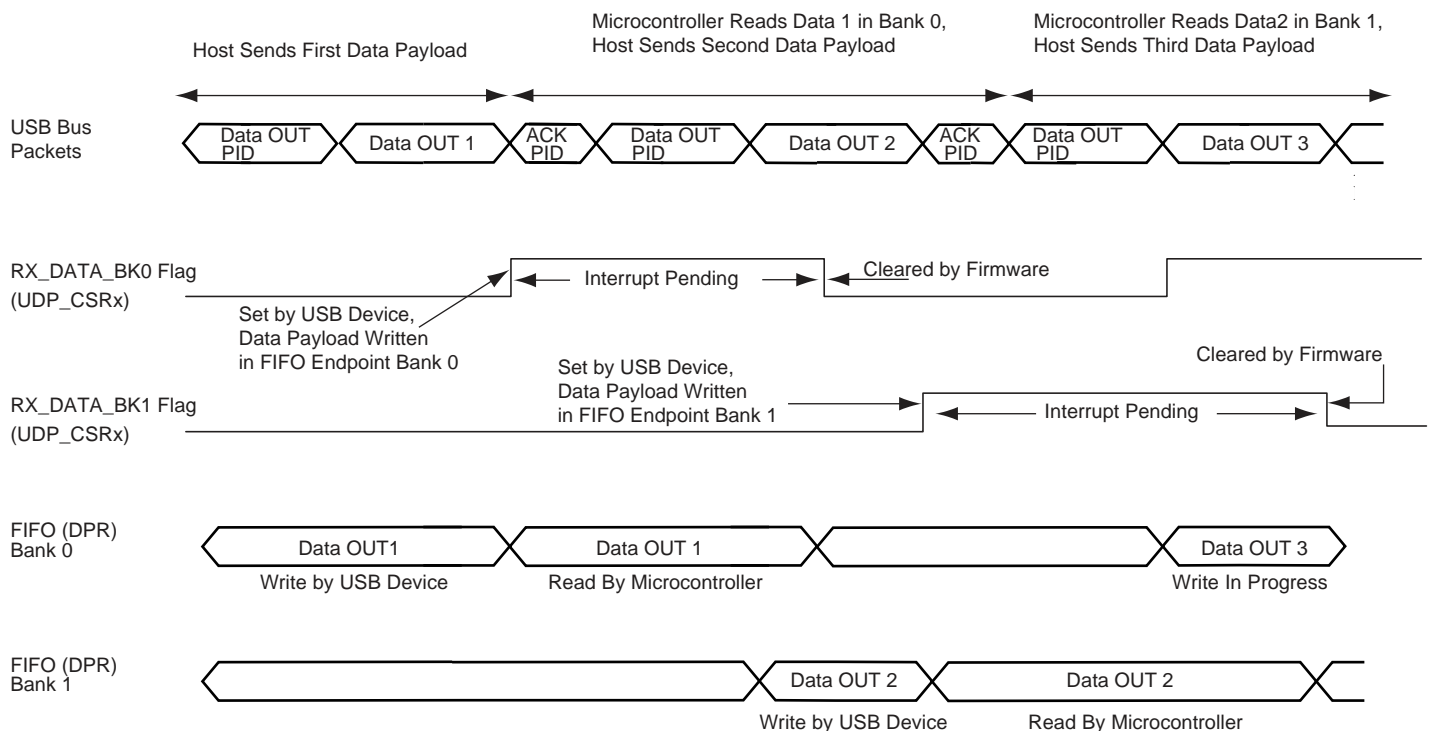 Microcontroller Reads Data 1 in Bank 0,
Host Sends Second Data Payload
Microcontroller Reads Data2 in Bank 1,
Host Sends Third Data Payload
Host Sends First Data Payload
USB Bus
Packets
Data OUT
PID
Data OUT 1
ACK
PID
Data OUT
PID
Data OUT 2
ACK
PID
Data OUT
PID
Data OUT 3
RX_DATA_BK0 Flag
(UDP_CSRx)
Interrupt Pending
Cleared by Firmware
Set by USB Device,
Data Payload Written
in FIFO Endpoint Bank 0
Set by USB Device,
Data Payload Written
in FIFO Endpoint Bank 1
Cleared by Firmware
RX_DATA_BK1 Flag
(UDP_CSRx)
Interrupt Pending
FIFO (DPR)
Bank 0
Data OUT1
Data OUT 1
Data OUT 3
Write by USB Device
Read By Microcontroller
Write In Progress
FIFO (DPR)
Bank 1
Data OUT 2
Data OUT 2
Write by USB Device
Read By Microcontroller